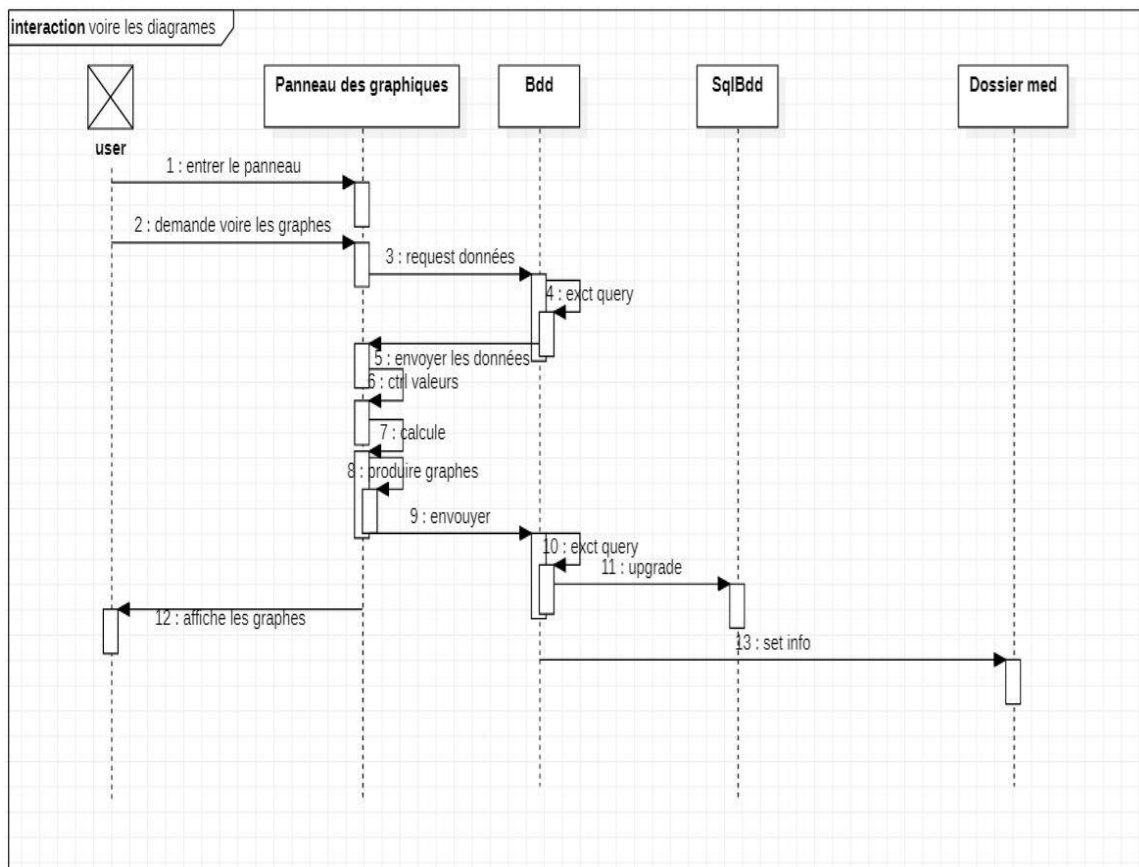 interaction voire les diagrames
Panneau des graphiques
Bdd
SqlBdd
Dossier med
user
1 : entrer le panneau
2 : demande voire les graphes
3 : request données
4 : exct query
5 : envoyer les données
6 : ctrl valeurs
7 : calcule
8 : produire graphes
9 : envouyer
10 : exct query
11 : upgrade
12 : affiche les graphes
13 : set info